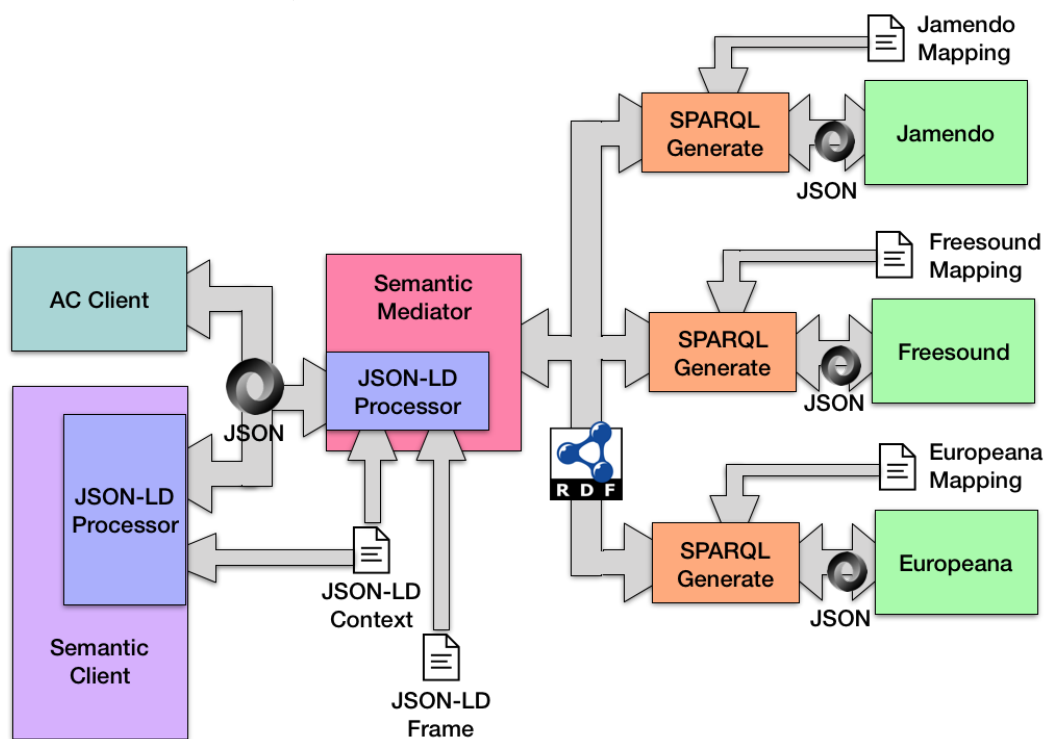 Jamendo
Mapping
SPARQL
Generate
Jamendo
JSON
Freesound
Mapping
AC Client
Semantic
Mediator
SPARQL
Generate
Freesound
JSON-LD
Processor
JSON
JSON
Europeana
Mapping
RDF
JSON-LD
Processor
SPARQL
Generate
Europeana
JSON-LD
Context
JSON
Semantic
Client
JSON-LD
Frame